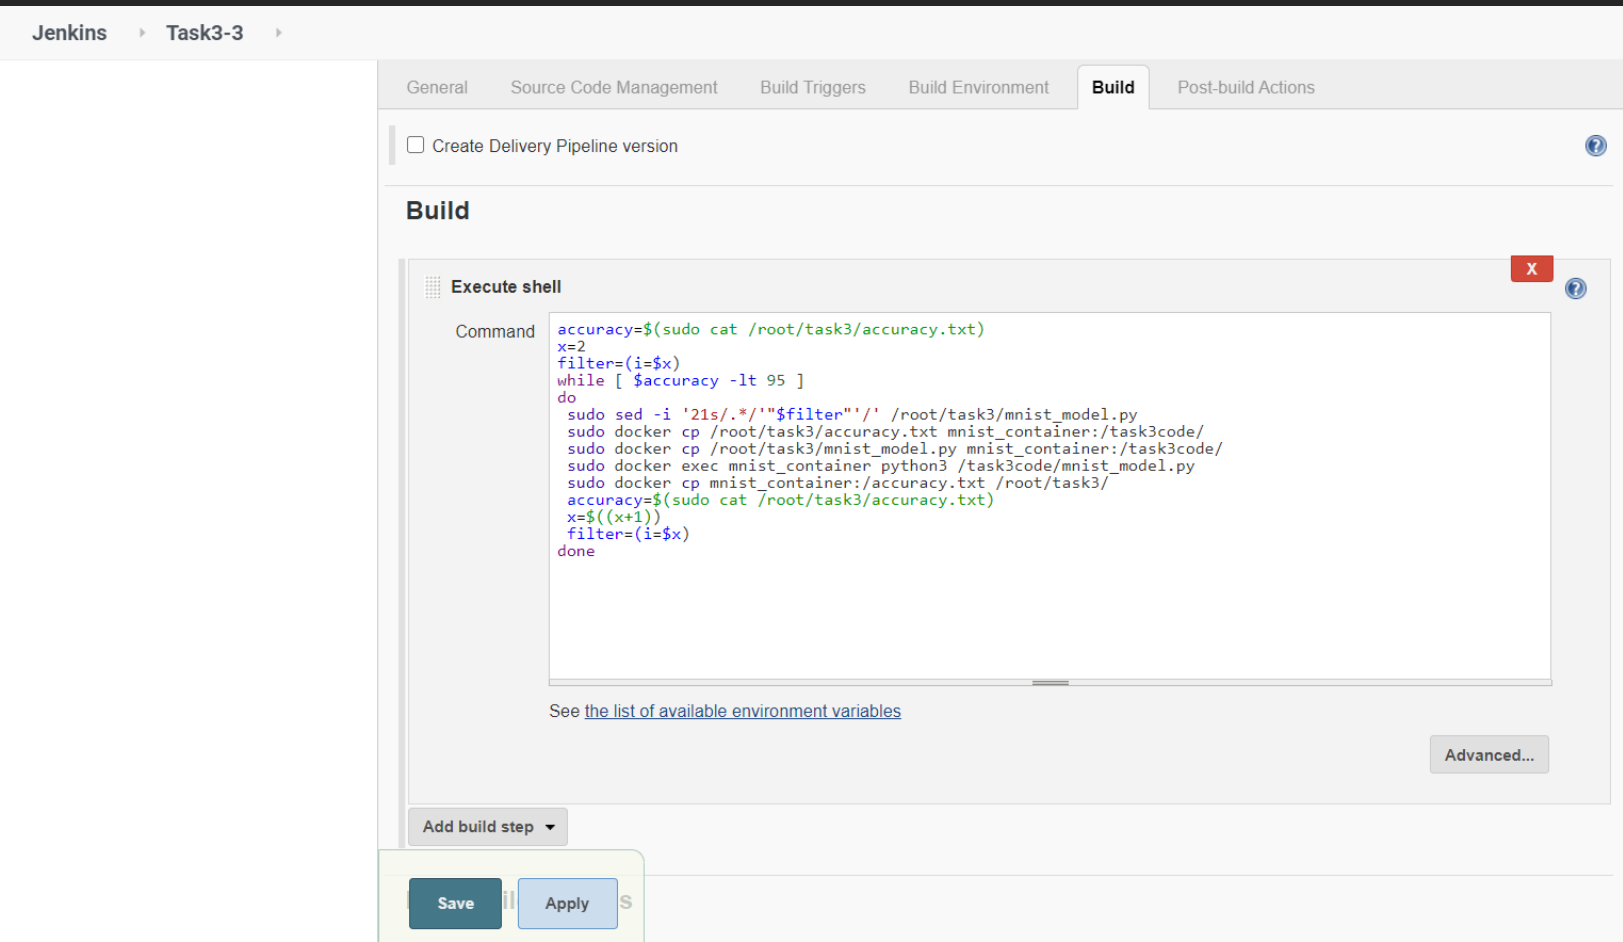 Jenkins Task3-3
General Source Code Management Build Triggers Build Environment Build Post-build Actions
Create Delivery Pipeline version
Build
X
Execute shell
Command
accuracy=$(sudo cat /root/task3/accuracy.txt)
x=2
filter=(i=$x)
while [ $accuracy -lt 95 ]
do
sudo sed -i '21s/.*/'"$filter"'/' /root/task3/mnist_model.py
sudo docker cp /root/task3/accuracy.txt mnist_container:/task3code/
sudo docker cp /root/task3/mnist_model.py mnist_container:/task3code/
sudo docker exec mnist_container python3 /task3code/mnist_model.py
sudo docker cp mnist_container:/accuracy.txt /root/task3/
accuracy=$(sudo cat /root/task3/accuracy.txt)
x=$((x+1))
filter=(i=$x)
done
See the list of available environment variables
Advanced...
Add build step
Save Apply